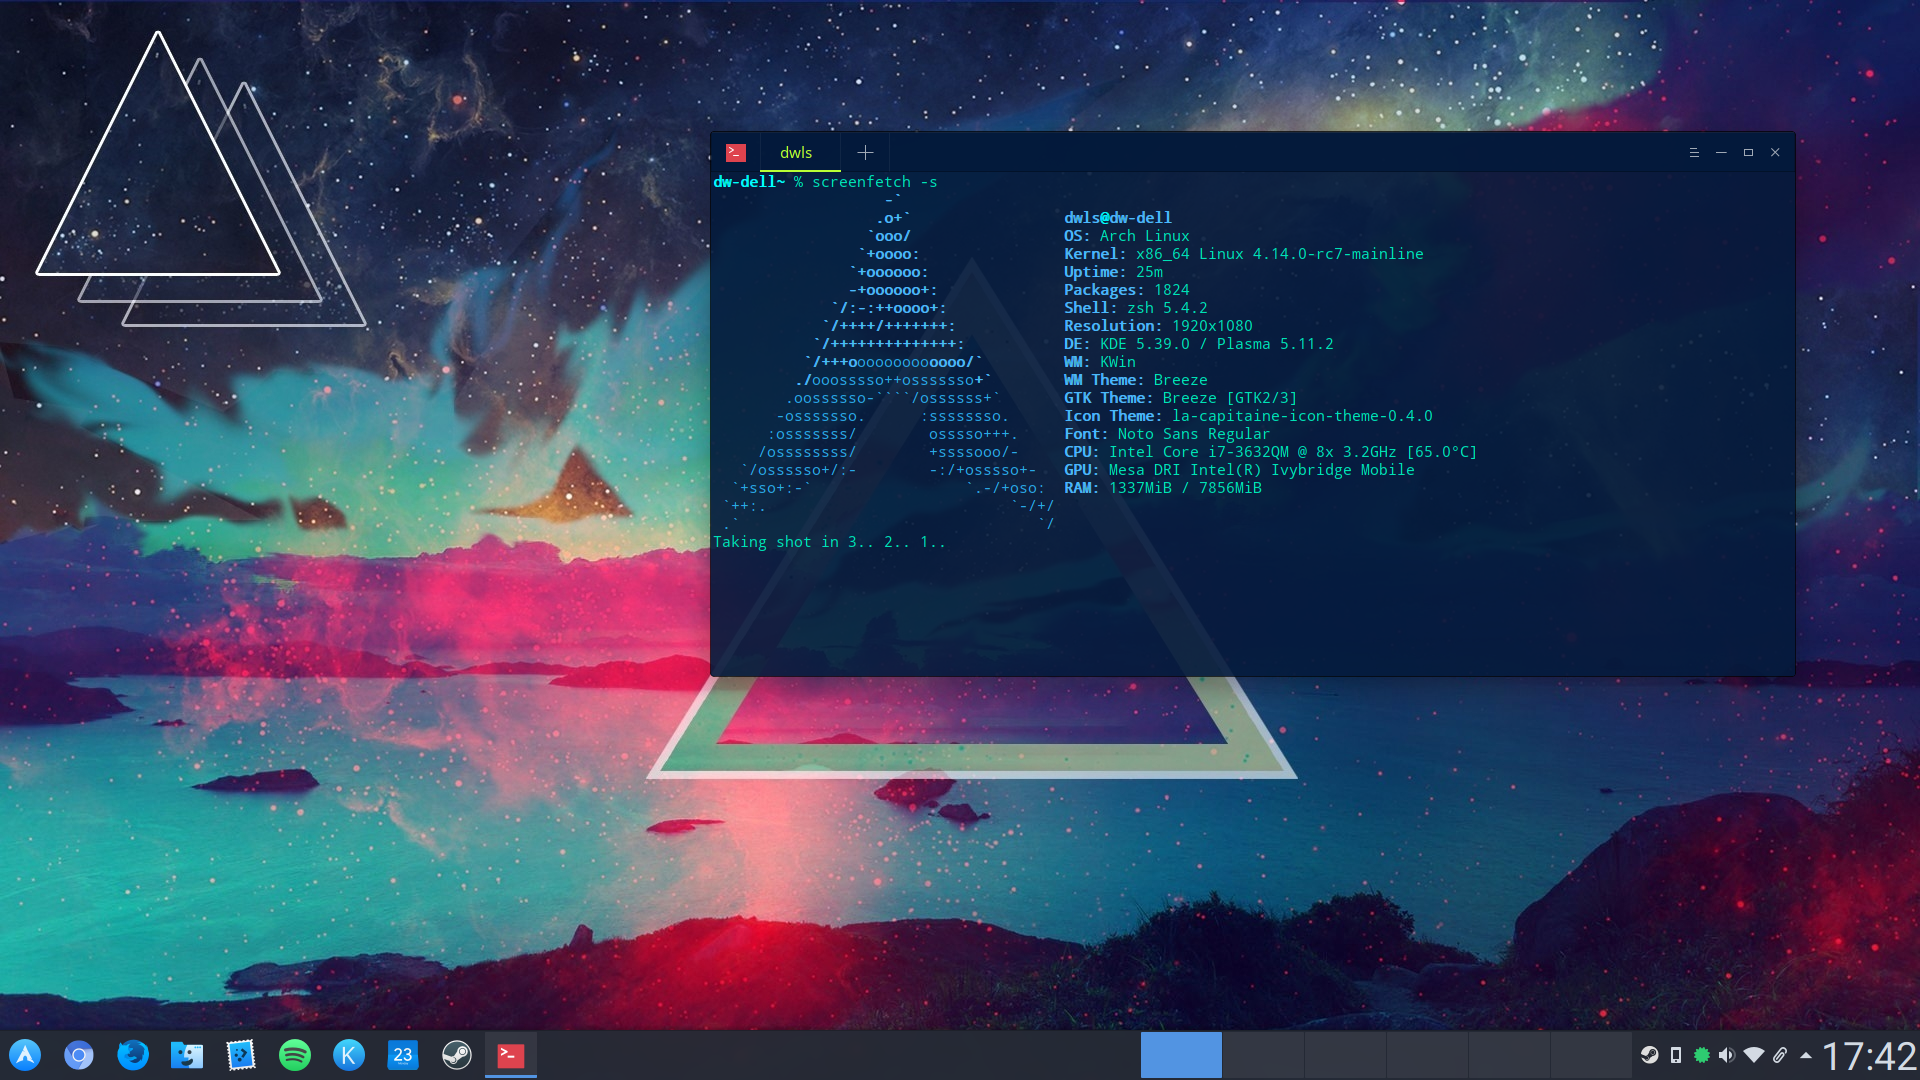 dwls
dw-dell~ % screenfetch -s
-`
.o+`
`ooo/
`+oooo:
`+oooooo:
-+oooooo+:
`/:-:++oooo+:
`/++++/+++++++:
`/++++++++++++++:
`/+++ooooooooooooo/`
./ooosssso++osssssso+`
.oossssso-````/ossssss+`
-osssssso. :ssssssso.
:osssssss/ osssso+++.
/ossssssss/ +ssssooo/-
`/ossssso+/:- -:/+osssso+-
`+sso+:-` `.-/+oso:
`++:. `-/+/
.` `/
dwls@dw-dell
OS: Arch Linux
Kernel: x86_64 Linux 4.14.0-rc7-mainline
Uptime: 25m
Packages: 1824
Shell: zsh 5.4.2
Resolution: 1920x1080
DE: KDE 5.39.0 / Plasma 5.11.2
WM: KWin
WM Theme: Breeze
GTK Theme: Breeze [GTK2/3]
Icon Theme: la-capitaine-icon-theme-0.4.0
Font: Noto Sans Regular
CPU: Intel Core i7-3632QM @ 8x 3.2GHz [65.0°C]
GPU: Mesa DRI Intel(R) Ivybridge Mobile
RAM: 1337MiB / 7856MiB
Taking shot in 3.. 2.. 1..
K
23
17:42